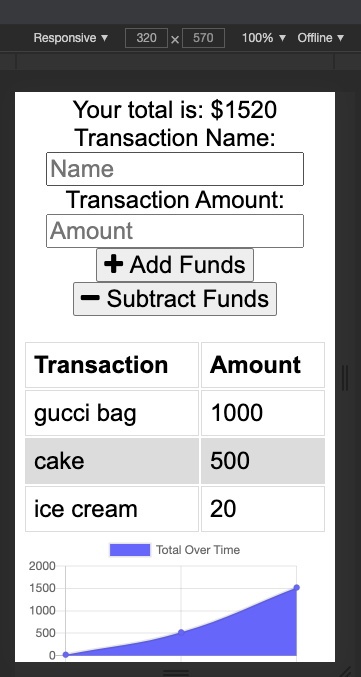 Responsive ▼ 320 × 570 100% ▼ Offline ▼
Your total is: $1520
Transaction Name:
Name
Transaction Amount:
Amount
+ Add Funds
− Subtract Funds
Transaction Amount
gucci bag 1000
cake 500
ice cream 20
Total Over Time
2000
1500
1000
500
0